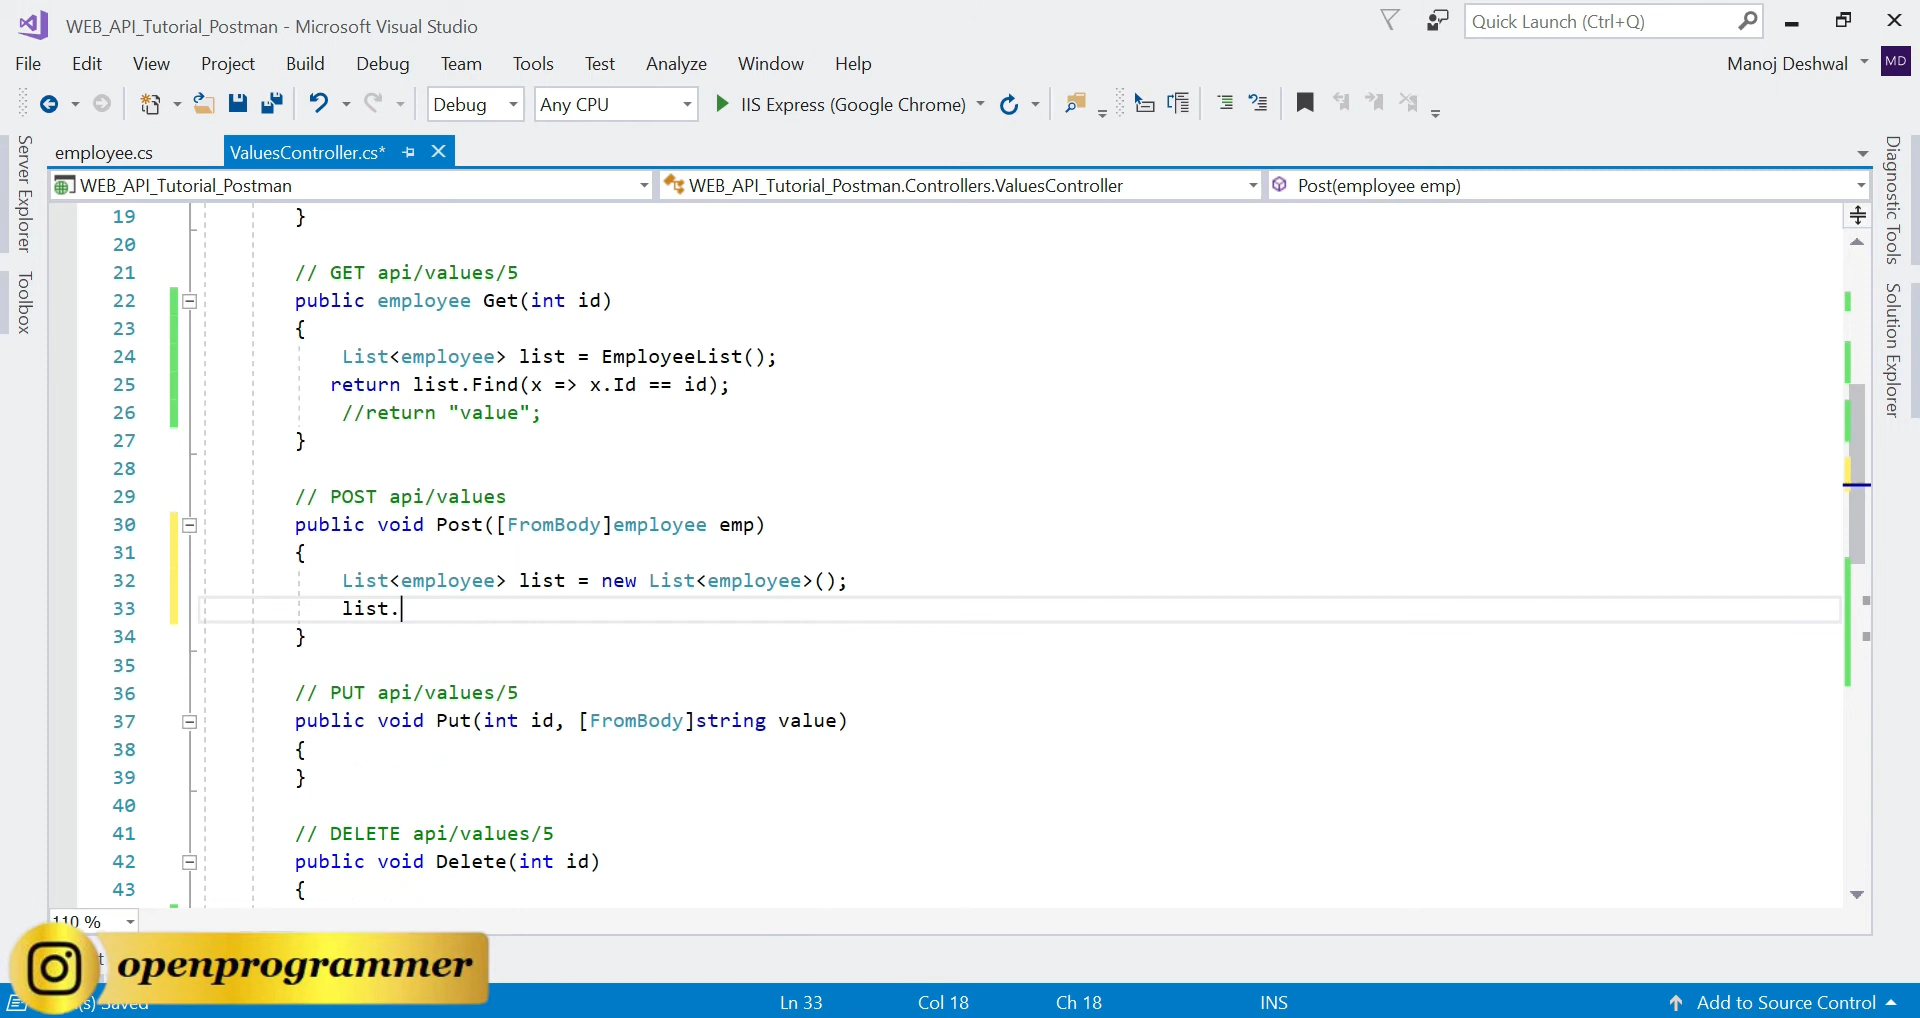 WEB_API_Tutorial_Postman - Microsoft Visual Studio
Quick Launch (Ctrl+Q)
File Edit View Project Build Debug Team Tools Test Analyze Window Help
Manoj Deshwal MD
Debug Any CPU IIS Express (Google Chrome)
Server Explorer
Toolbox
employee.cs ValuesController.cs*
WEB_API_Tutorial_Postman WEB_API_Tutorial_Postman.Controllers.ValuesController Post(employee emp)
19 }
20
21 // GET api/values/5
22 public employee Get(int id)
23 {
24 List<employee> list = EmployeeList();
25 return list.Find(x => x.Id == id);
26 //return "value";
27 }
28
29 // POST api/values
30 public void Post([FromBody]employee emp)
31 {
32 List<employee> list = new List<employee>();
33 list.
34 }
35
36 // PUT api/values/5
37 public void Put(int id, [FromBody]string value)
38 {
39 }
40
41 // DELETE api/values/5
42 public void Delete(int id)
43 {
Diagnostic Tools
Solution Explorer
110 %
openprogrammer
Saved
Ln 33 Col 18 Ch 18 INS Add to Source Control